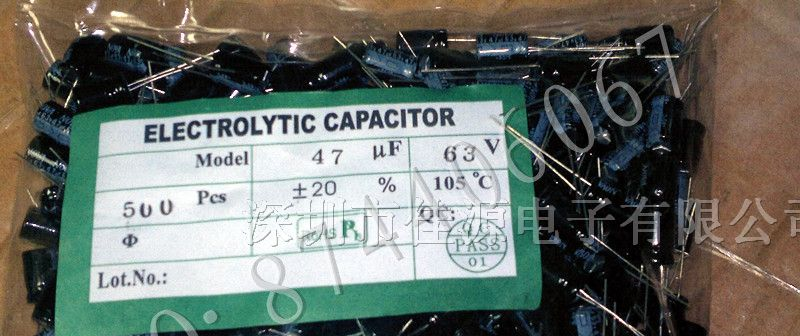 ELECTROLYTIC CAPACITOR
Model 47 μF 63 V
500 Pcs ±20 % 105 ℃
Φ QC:
Q.C.
PASS
01
Lot.No.:
深圳市佳源电子有限公司